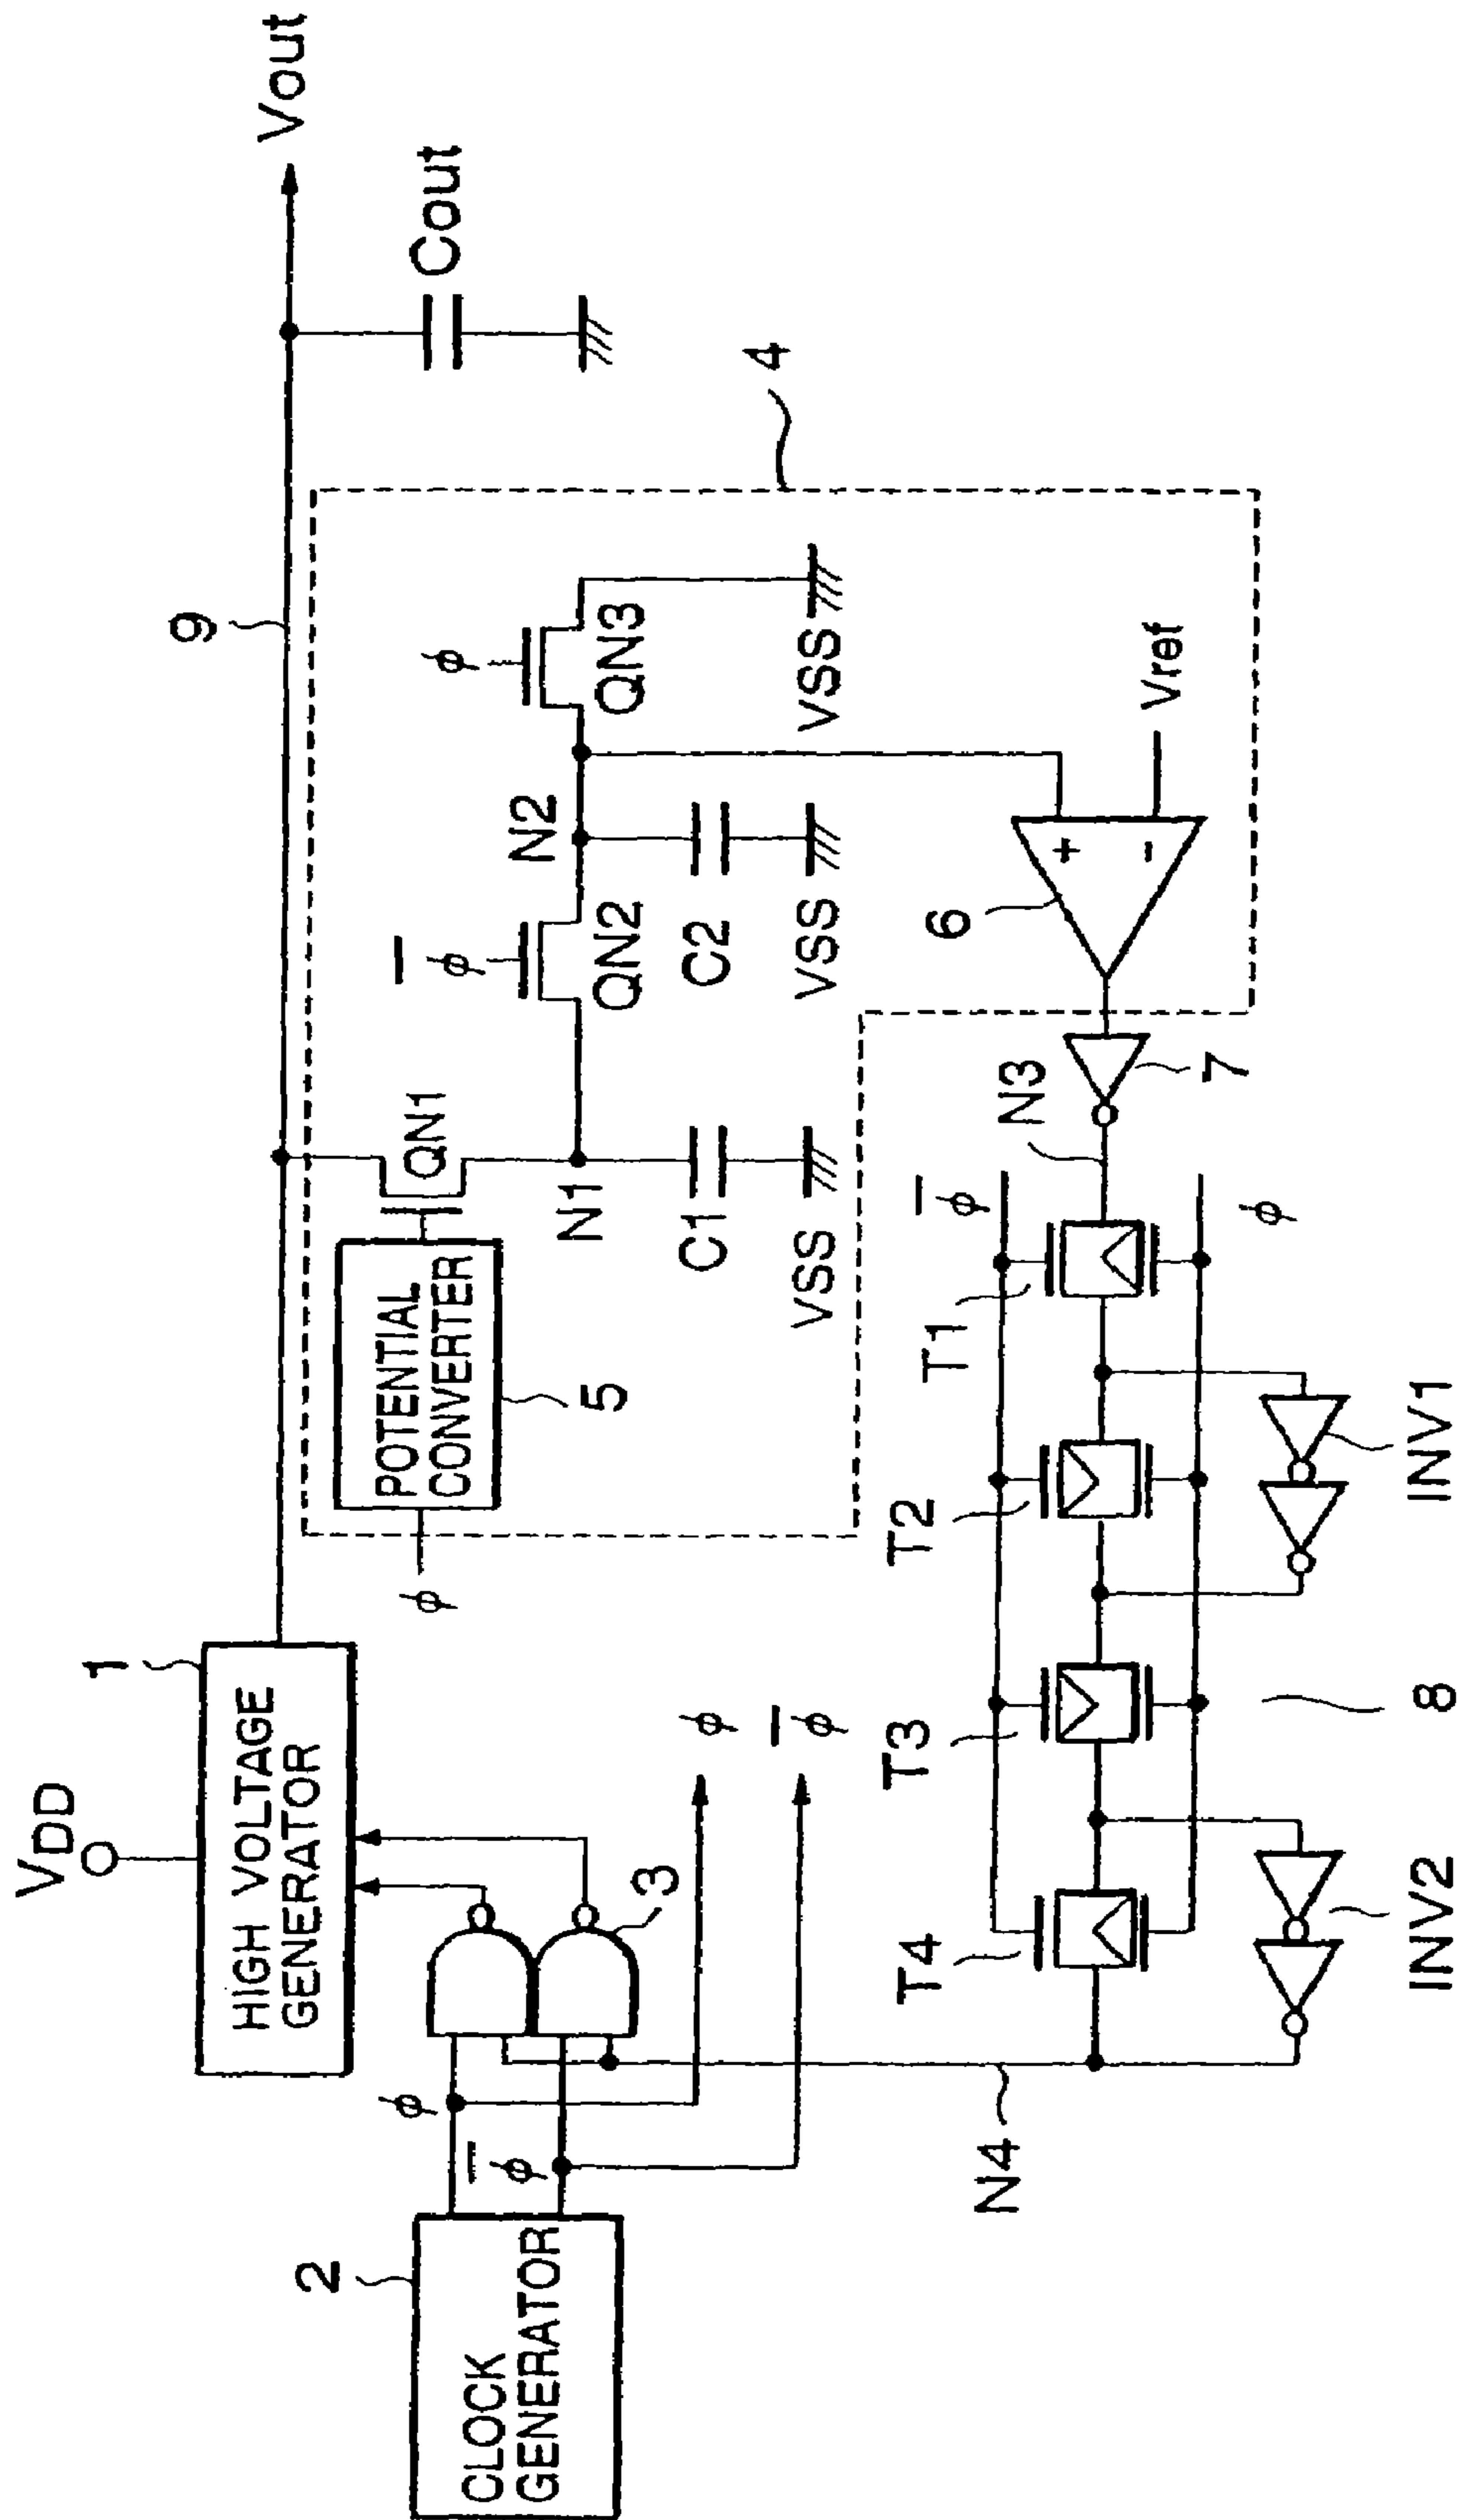 VDD
1
HIGH VOLTAGE
GENERATOR
9
Vout
Cout
2
CLOCK
GENERATOR
ϕ
ϕ̅
3
ϕ
ϕ̅
4
ϕ
POTENTIAL
CONVERTER
5
QN1
N1
C1
VSS
ϕ̅
QN2
N2
C2
VSS
ϕ
QN3
VSS
6
+
-
Vref
7
N3
ϕ̅
ϕ
T1
T2
T3
T4
INV1
INV2
8
N4